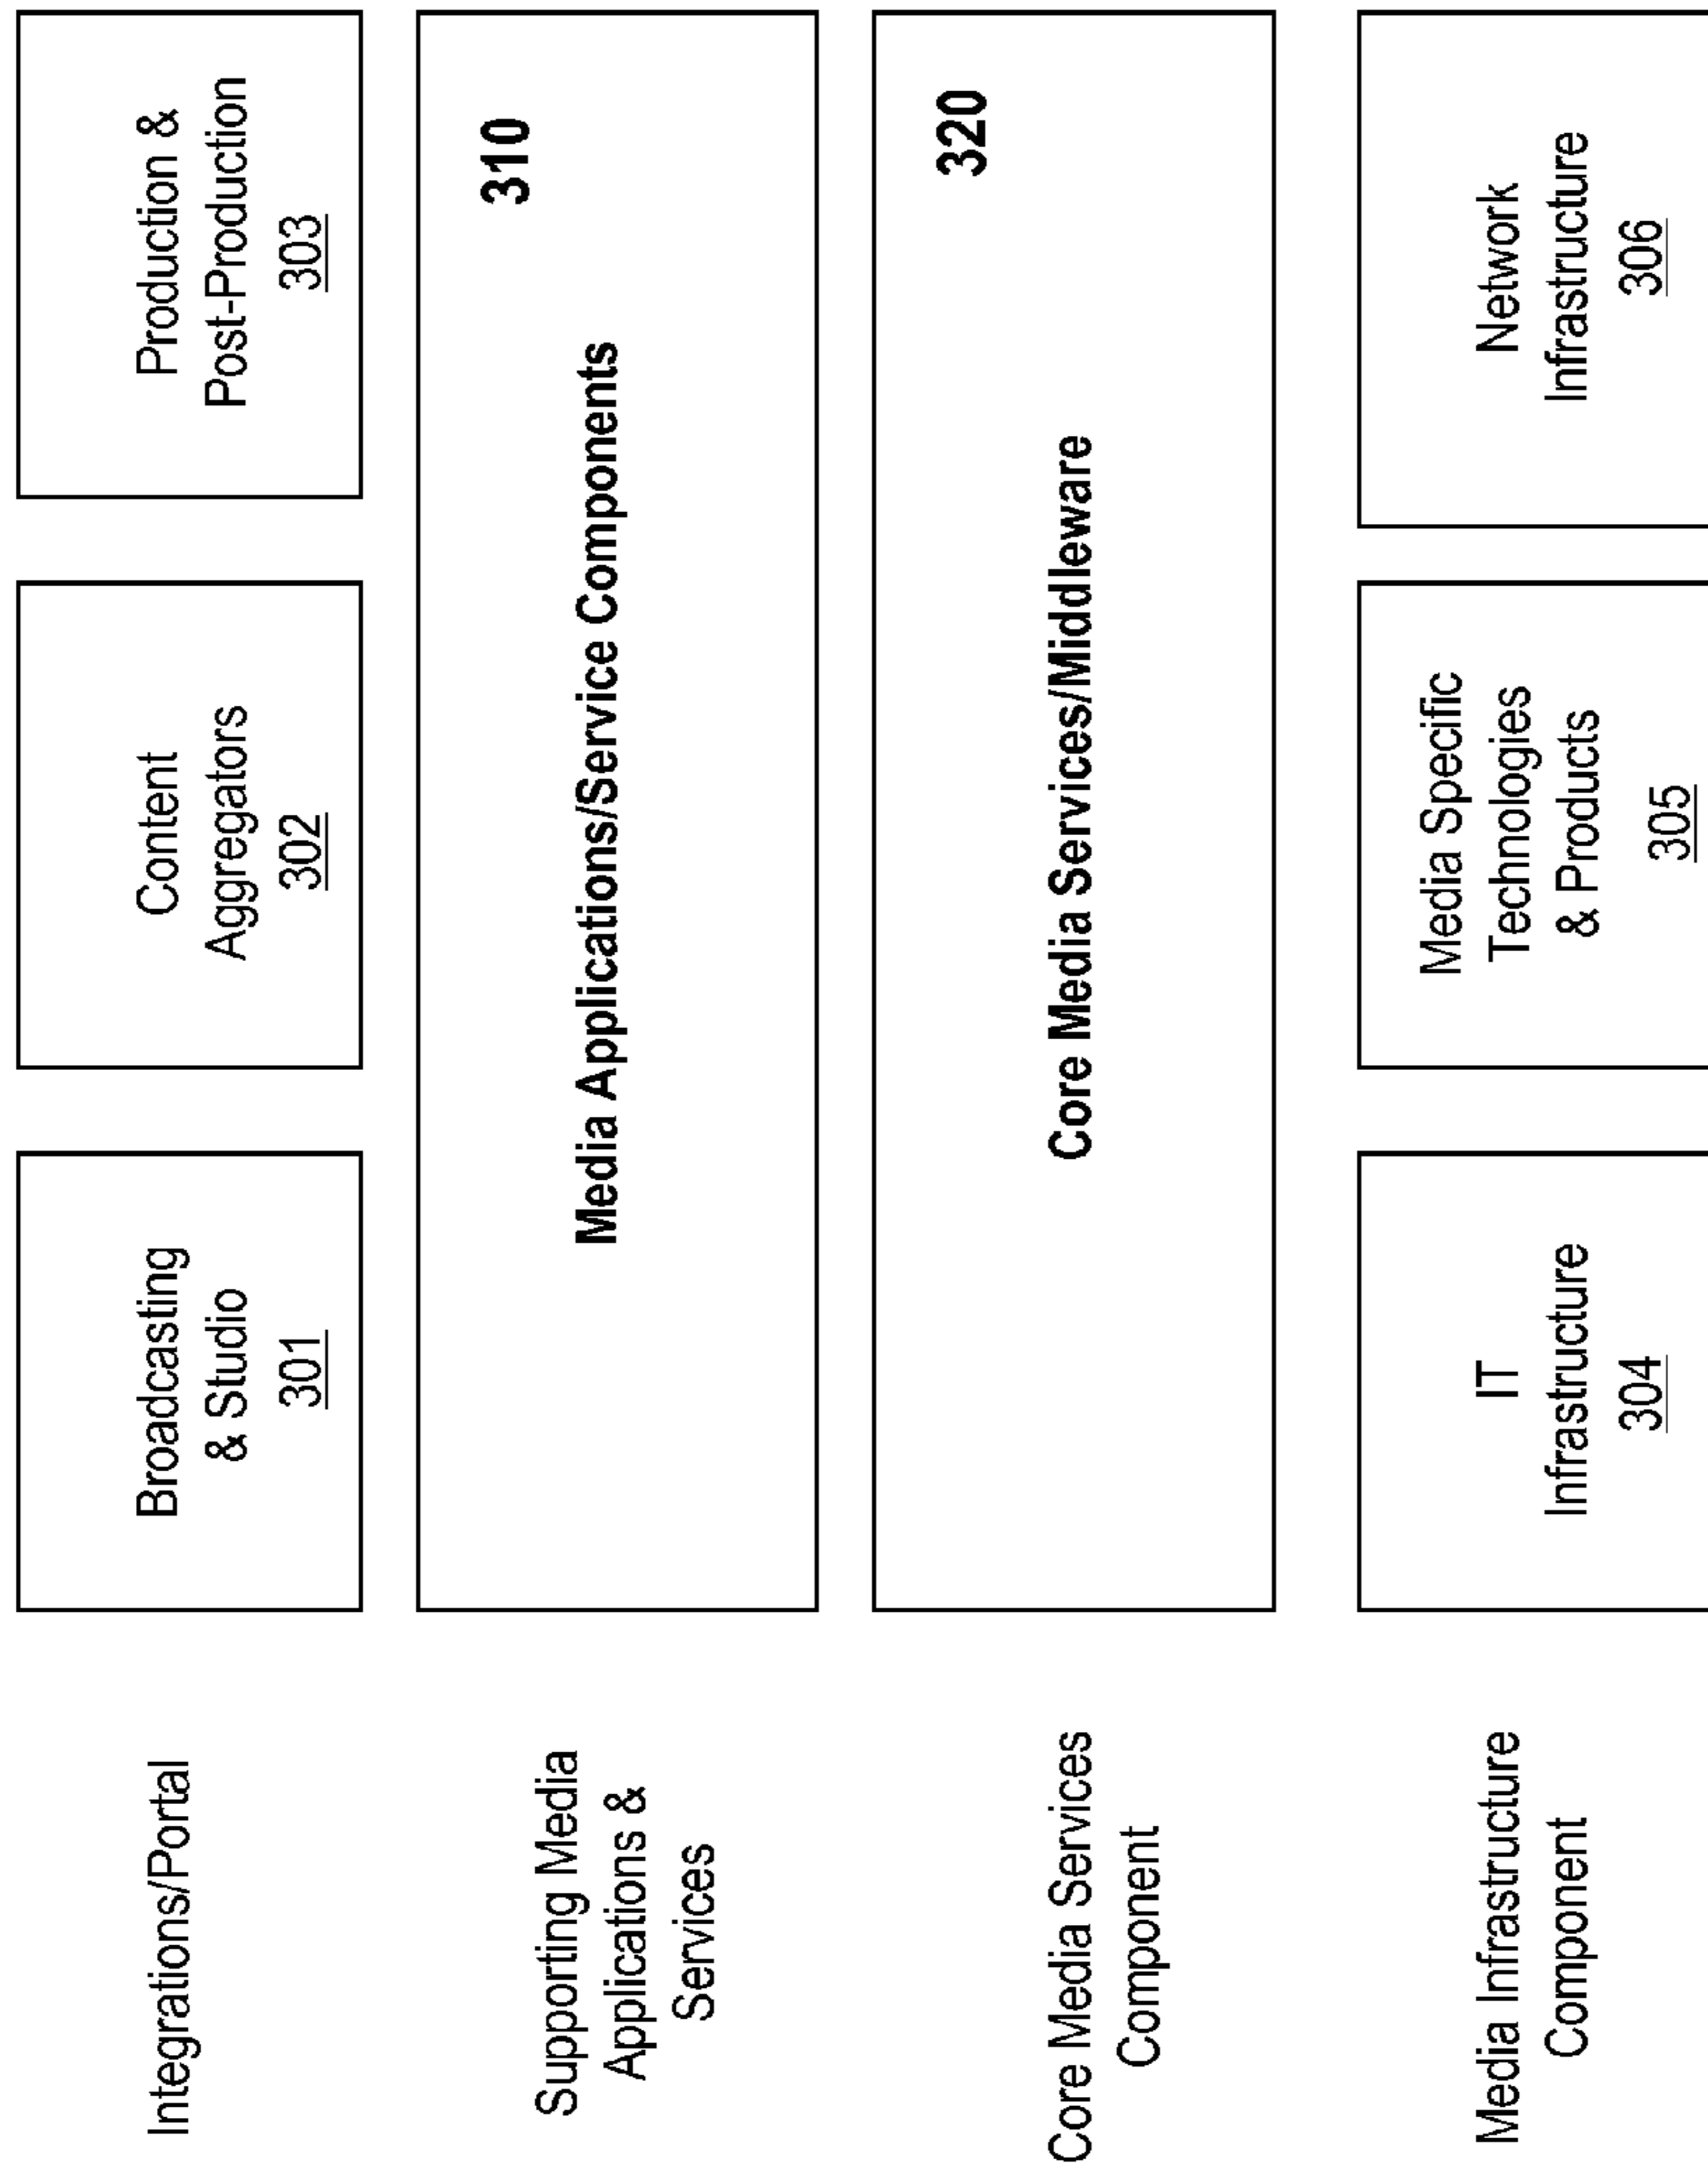 Integrations/Portal
Broadcasting
& Studio
301
Content
Aggregators
302
Production &
Post-Production
303
Supporting Media
Applications &
Services
310
Media Applications/Service Components
Core Media Services
Component
320
Core Media Services/Middleware
Media Infrastructure
Component
IT
Infrastructure
304
Media Specific
Technologies
& Products
305
Network
Infrastructure
306